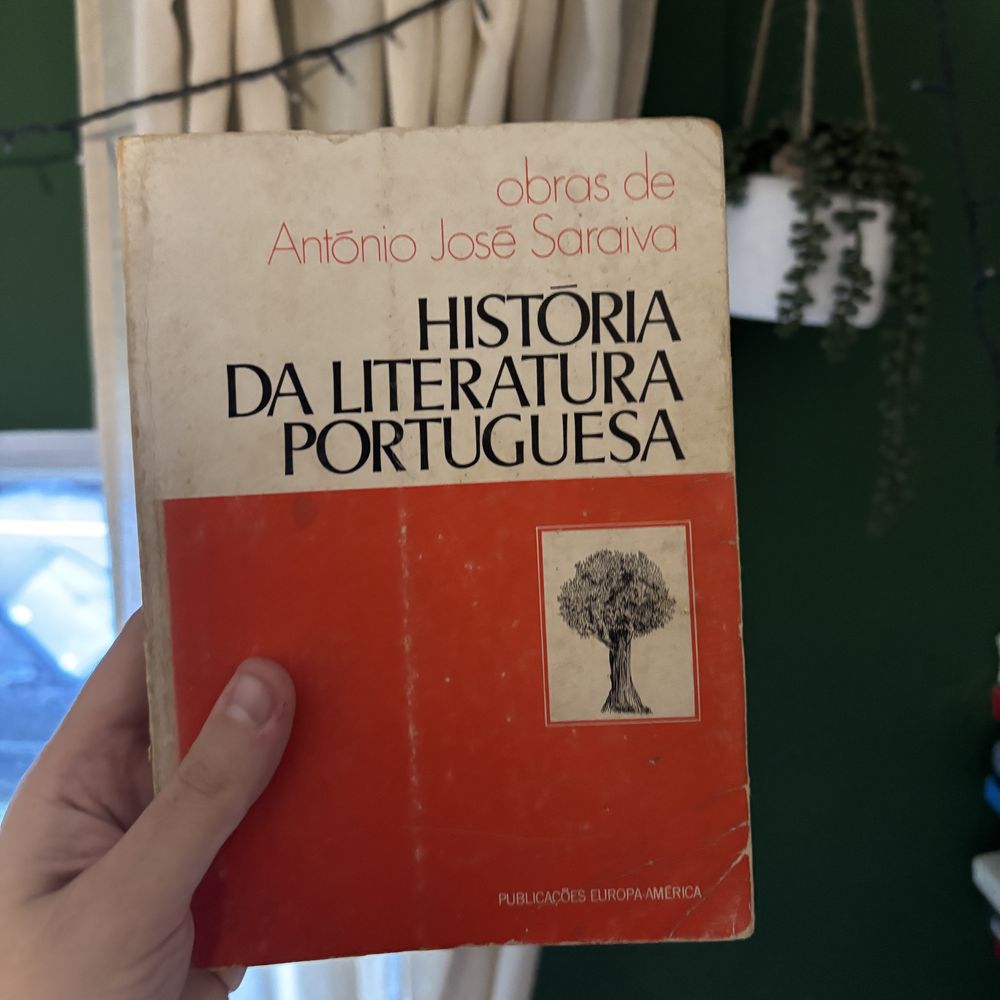 obras de
António José Saraiva
HISTÓRIA
DA LITERATURA
PORTUGUESA
PUBLICAÇÕES EUROPA-AMÉRICA